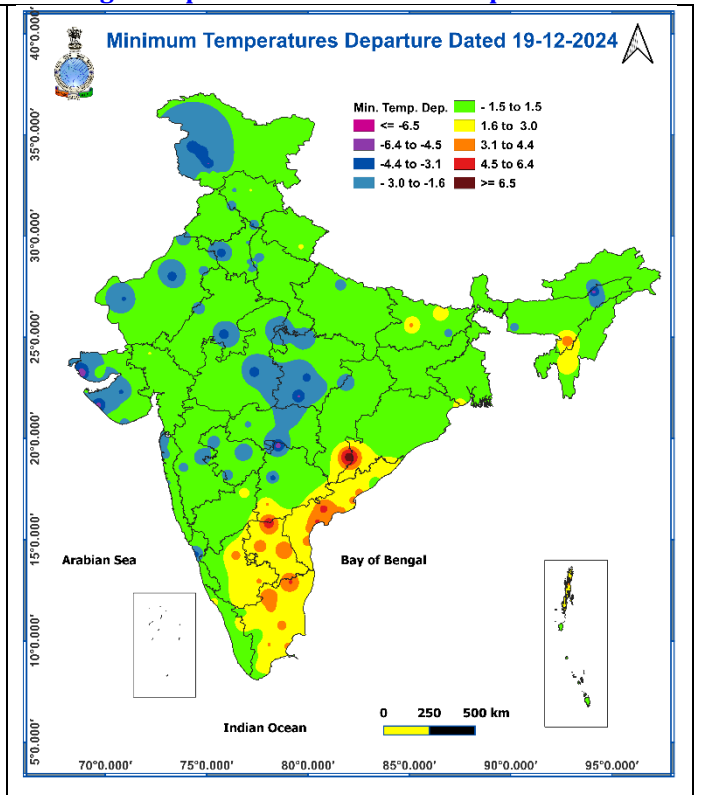 Minimum Temperatures Departure Dated 19-12-2024
Min. Temp. Dep.
<= -6.5
-6.4 to -4.5
-4.4 to -3.1
- 3.0 to -1.6
- 1.5 to 1.5
1.6 to 3.0
3.1 to 4.4
4.5 to 6.4
>= 6.5
40°0.000'
35°0.000'
30°0.000'
25°0.000'
20°0.000'
15°0.000'
10°0.000'
5°0.000'
Arabian Sea
Bay of Bengal
Indian Ocean
0 250 500 km
70°0.000' 75°0.000' 80°0.000' 85°0.000' 90°0.000' 95°0.000'